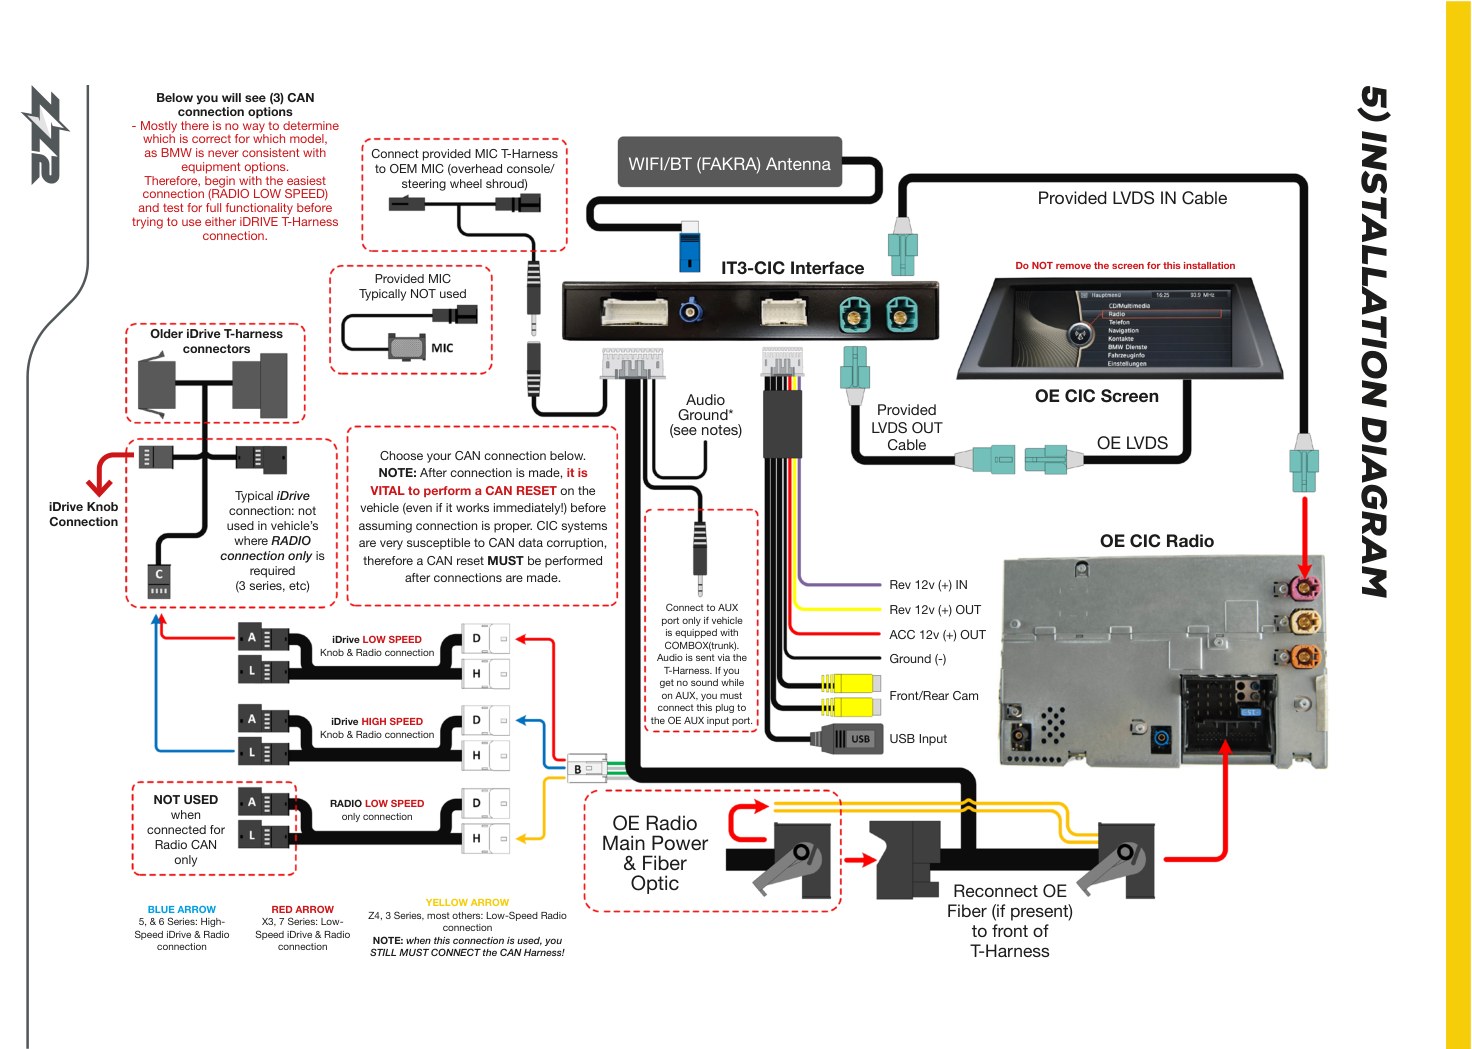 5) INSTALLATION DIAGRAM
ZZ2
Below you will see (3) CAN
connection options
- Mostly there is no way to determine
which is correct for which model,
as BMW is never consistent with
equipment options.
Therefore, begin with the easiest
connection (RADIO LOW SPEED)
and test for full functionality before
trying to use either iDRIVE T-Harness
connection.
Connect provided MIC T-Harness
to OEM MIC (overhead console/
steering wheel shroud)
Provided MIC
Typically NOT used
MIC
WIFI/BT (FAKRA) Antenna
IT3-CIC Interface
Provided LVDS IN Cable
Do NOT remove the screen for this installation
Hauptmenü
16:25
CD/Multimedia
Radio
Telefon
Navigation
Kontakte
BMW Dienste
Fahrzeuginfo
Einstellungen
OE CIC Screen
Provided
LVDS OUT
Cable
OE LVDS
Older iDrive T-harness
connectors
iDrive Knob
Connection
Typical iDrive
connection: not
used in vehicle's
where RADIO
connection only is
required
(3 series, etc)
C
Choose your CAN connection below.
NOTE: After connection is made, it is
VITAL to perform a CAN RESET on the
vehicle (even if it works immediately!) before
assuming connection is proper. CIC systems
are very susceptible to CAN data corruption,
therefore a CAN reset MUST be performed
after connections are made.
Audio
Ground*
(see notes)
Connect to AUX
port only if vehicle
is equipped with
COMBOX(trunk).
Audio is sent via the
T-Harness. If you
get no sound while
on AUX, you must
connect this plug to
the OE AUX input port.
Rev 12v (+) IN
Rev 12v (+) OUT
ACC 12v (+) OUT
Ground (-)
Front/Rear Cam
USB
USB Input
OE CIC Radio
A
L
iDrive LOW SPEED
Knob & Radio connection
D
H
A
L
iDrive HIGH SPEED
Knob & Radio connection
D
H
B
NOT USED
when
connected for
Radio CAN
only
A
L
RADIO LOW SPEED
only connection
D
H
OE Radio
Main Power
& Fiber
Optic
Reconnect OE
Fiber (if present)
to front of
T-Harness
BLUE ARROW
5, & 6 Series: High-
Speed iDrive & Radio
connection
RED ARROW
X3, 7 Series: Low-
Speed iDrive & Radio
connection
YELLOW ARROW
Z4, 3 Series, most others: Low-Speed Radio
connection
NOTE: when this connection is used, you
STILL MUST CONNECT the CAN Harness!